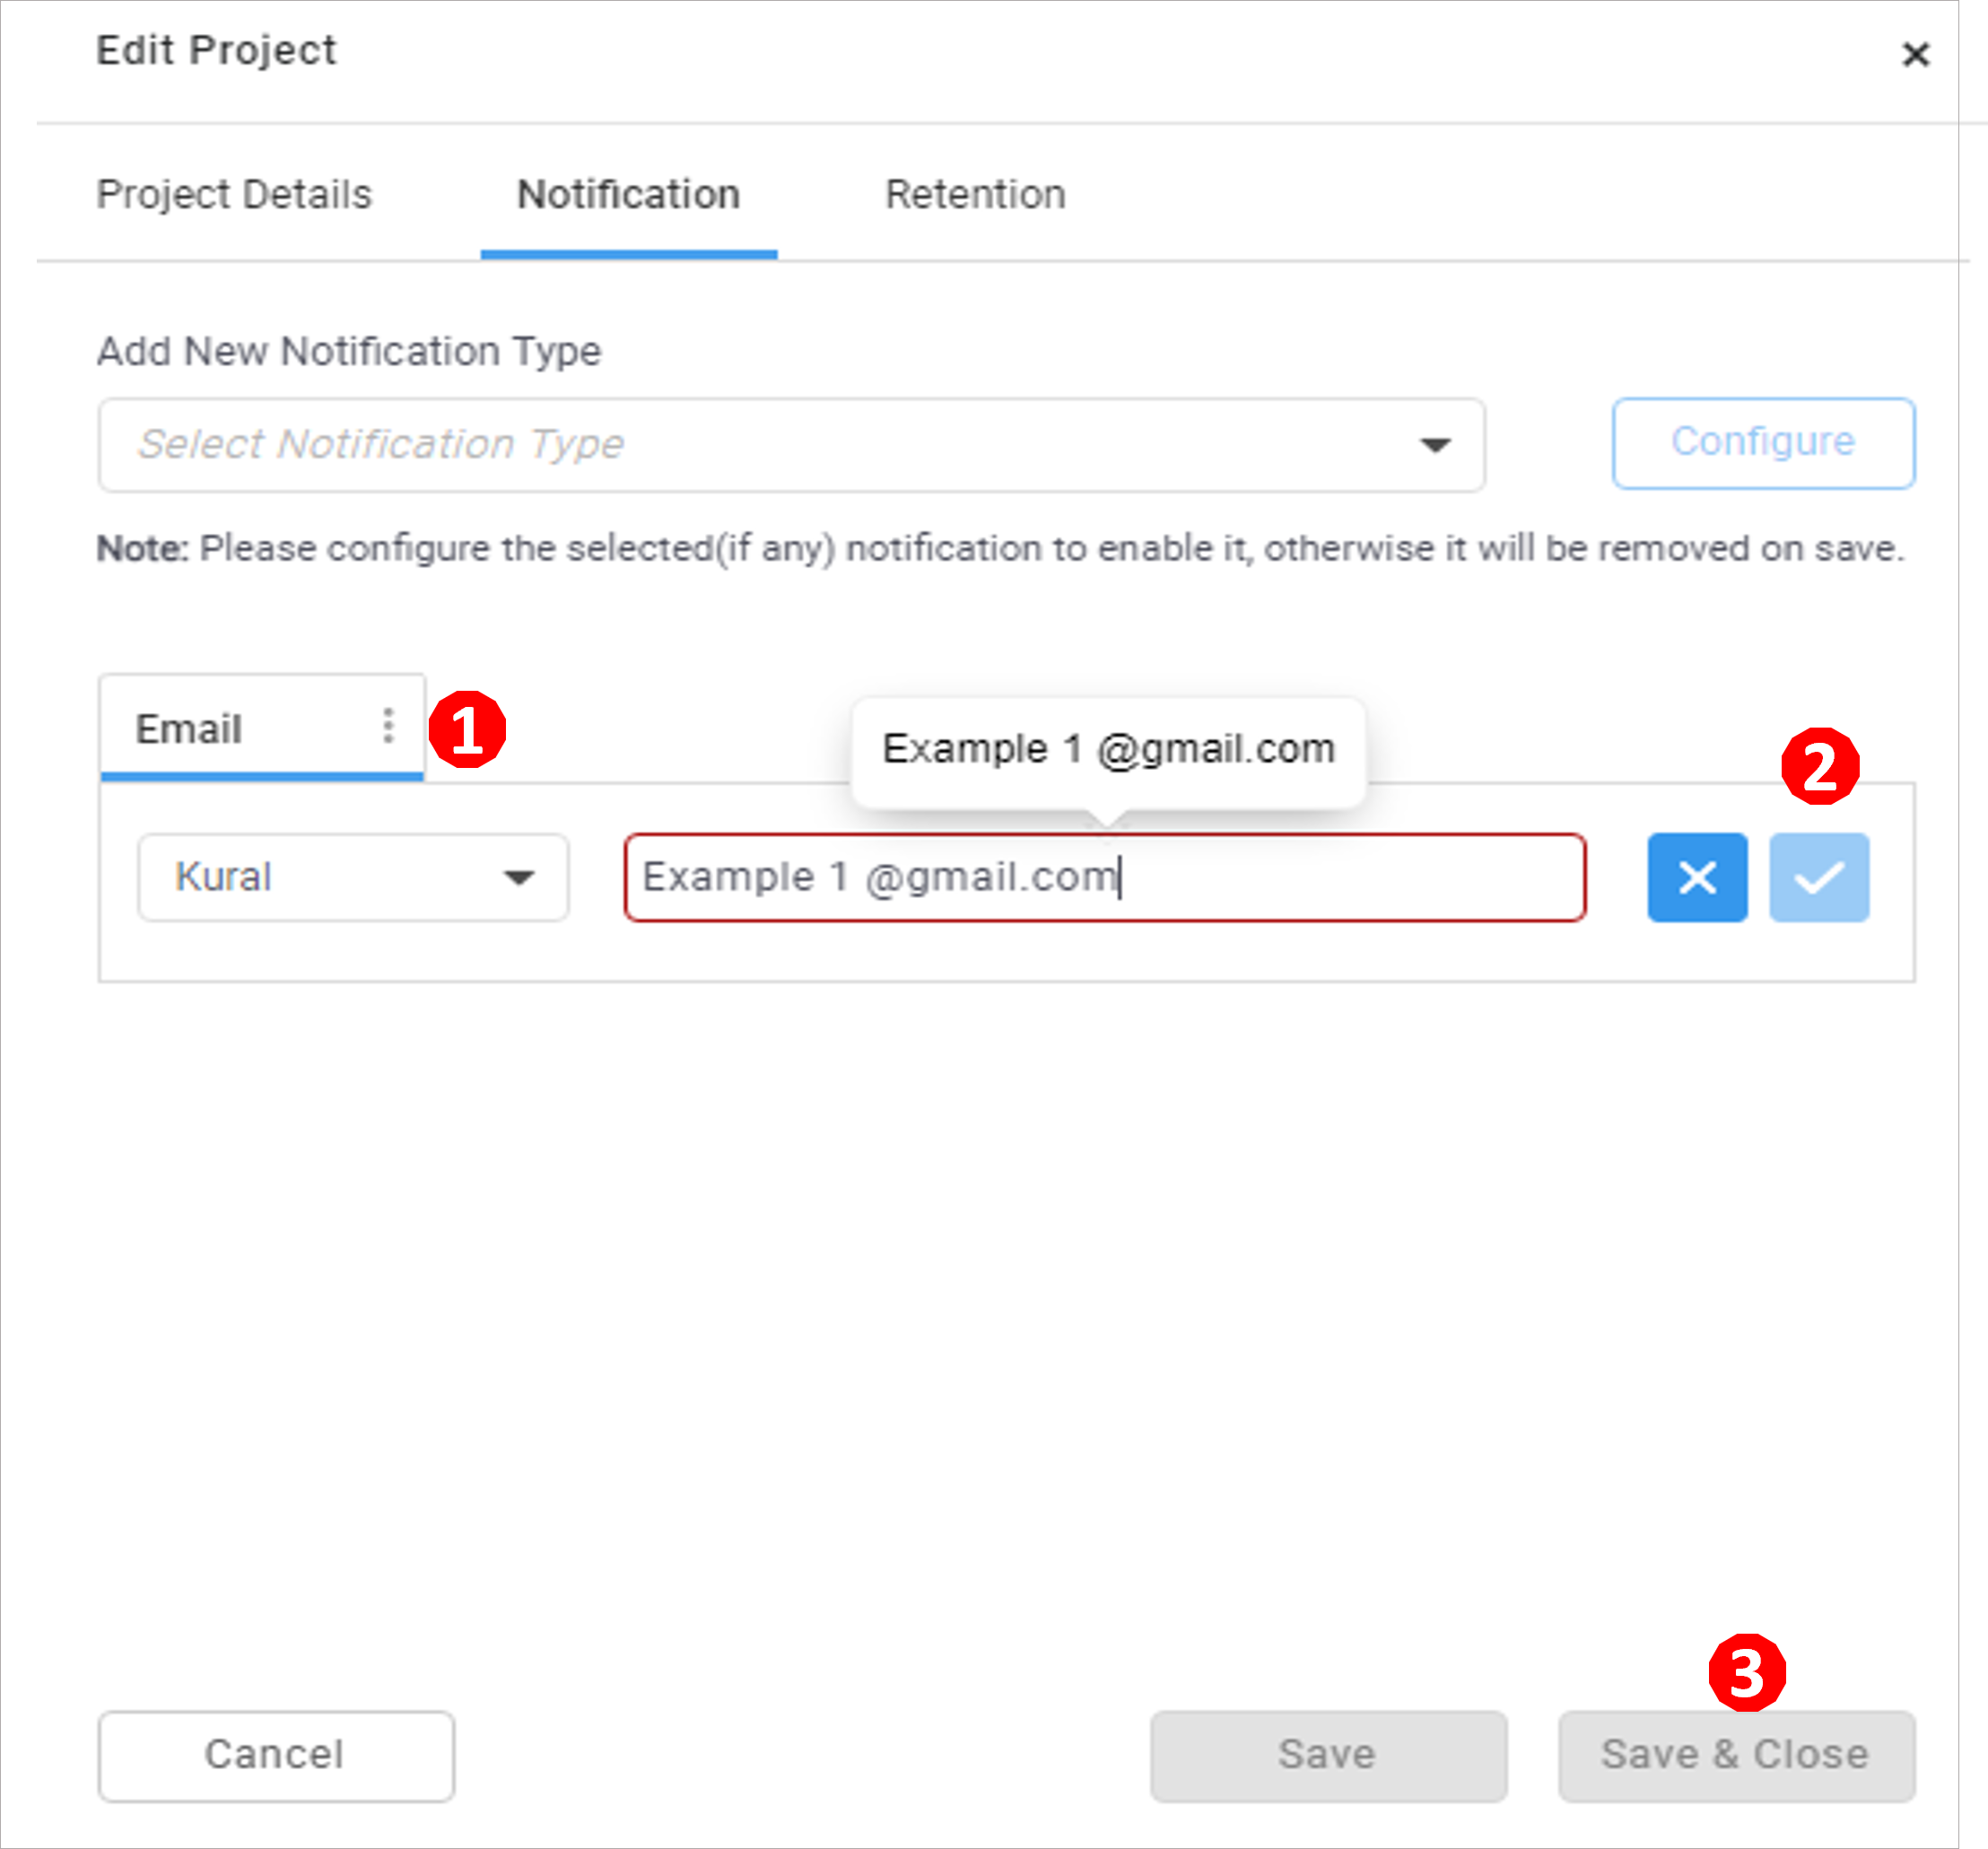 Edit Project
Project Details Notification Retention
Add New Notification Type
Select Notification Type Configure
Note: Please configure the selected(if any) notification to enable it, otherwise it will be removed on save.
Email 1
Example 1 @gmail.com
2
Kural Example 1 @gmail.com
3
Cancel Save Save & Close